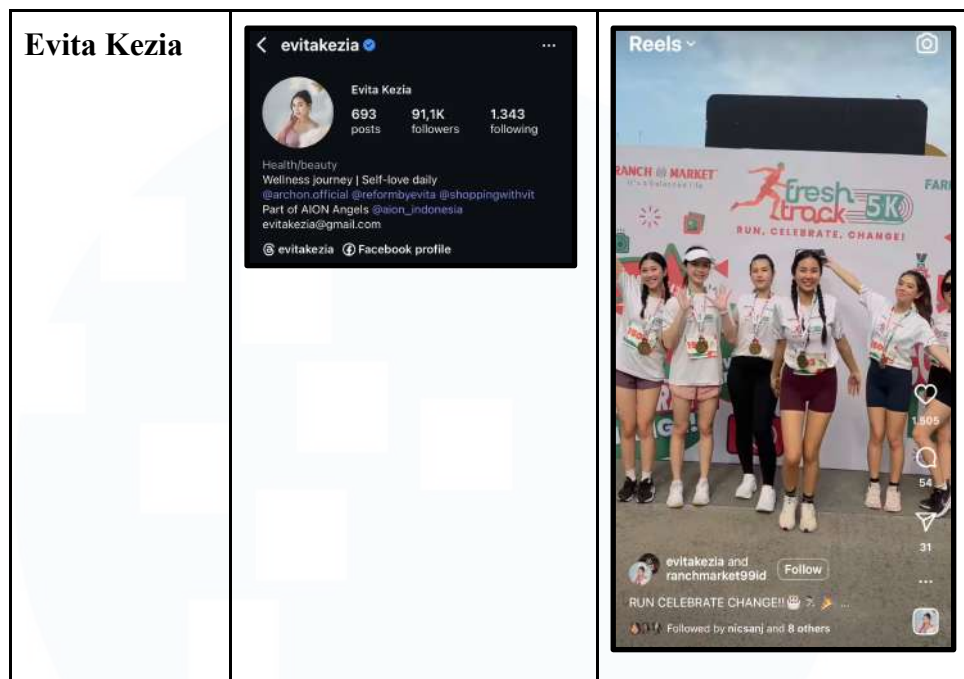 Evita Kezia
evitakezia
Evita Kezia
693 91,1K 1.343
posts followers following
Health/beauty
Wellness journey | Self-love daily
@archon.official @reformbyevita @shoppingwithvit
Part of AION Angels @aion_indonesia
evitakezia@gmail.com
evitakezia Facebook profile
Reels
RANCH MARKET
FAR
fresh
track 5K
RUN, CELEBRATE, CHANGE!
1.505
54
31
evitakezia and
ranchmarket99id
Follow
RUN CELEBRATE CHANGE!! ...
Followed by nicsanj and 8 others